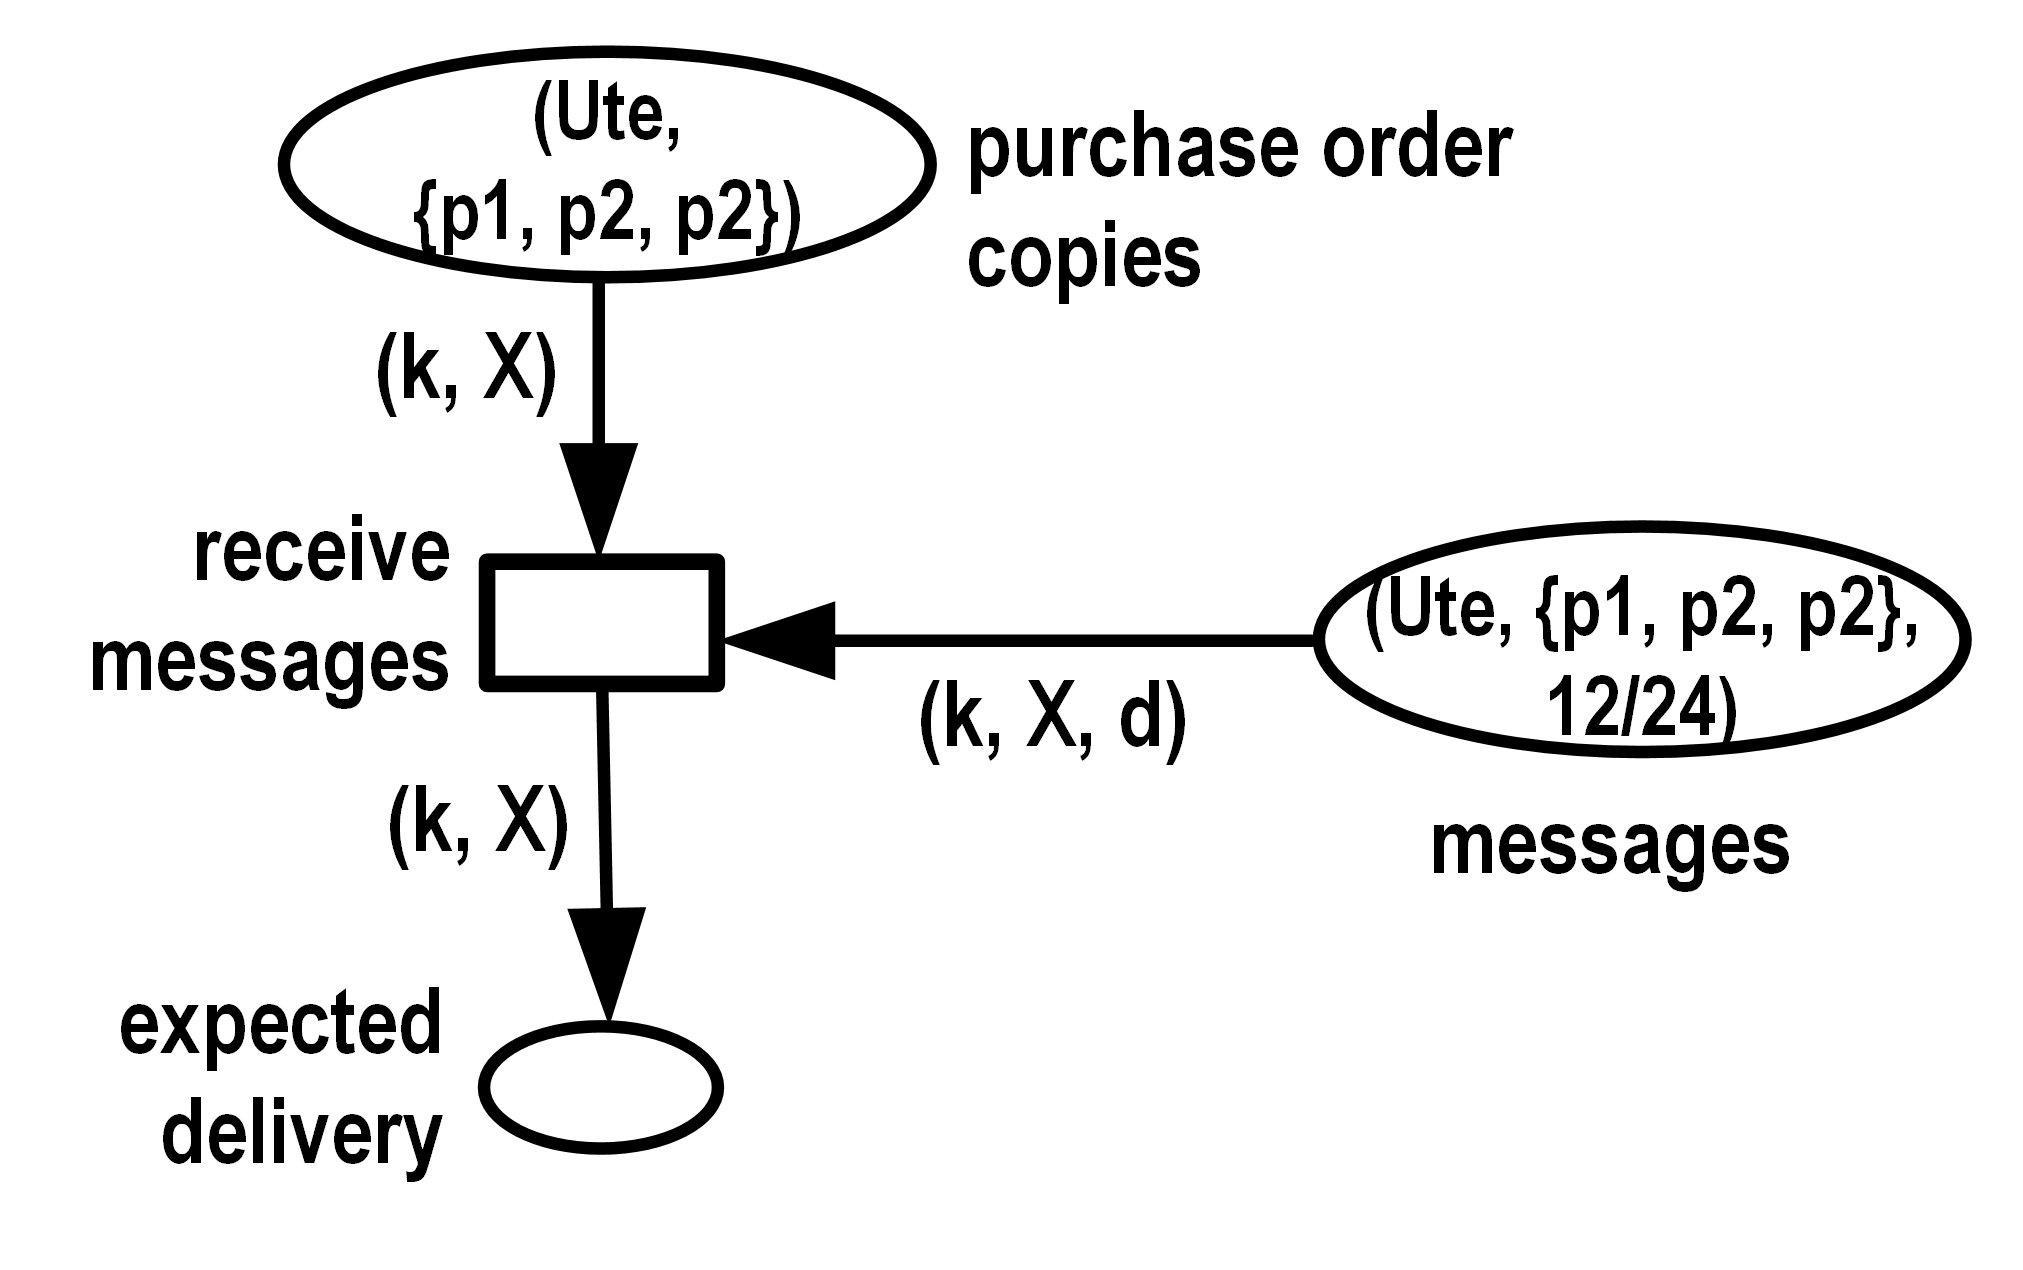 (Ute,
{p1, p2, p2})
purchase order
copies
(k, X)
receive
messages
(Ute, {p1, p2, p2},
12/24)
(k, X, d)
messages
(k, X)
expected
delivery